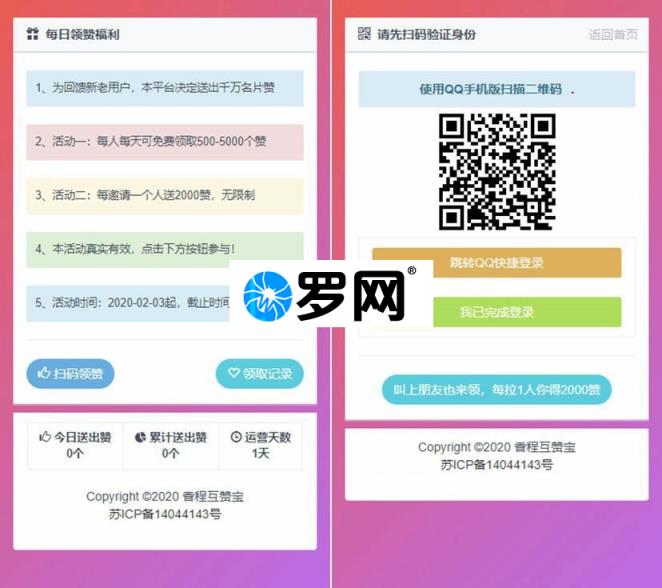 每日领赞福利
1、为回馈新老用户，本平台决定送出千万名片赞
2、活动一：每人每天可免费领取500-5000个赞
3、活动二：每邀请一个人送2000赞，无限制
4、本活动真实有效，点击下方按钮参与！
5、活动时间：2020-02-03起，截止时间
扫码领赞
领取记录
今日送出赞 累计送出赞 运营天数
0个 0个 1天
Copyright ©2020 香程互赞宝
苏ICP备14044143号
罗网®
请先扫码验证身份 返回首页
使用QQ手机版扫描二维码 .
跳转QQ快捷登录
我已完成登录
叫上朋友也来领，每拉1人你得2000赞
Copyright ©2020 香程互赞宝
苏ICP备14044143号